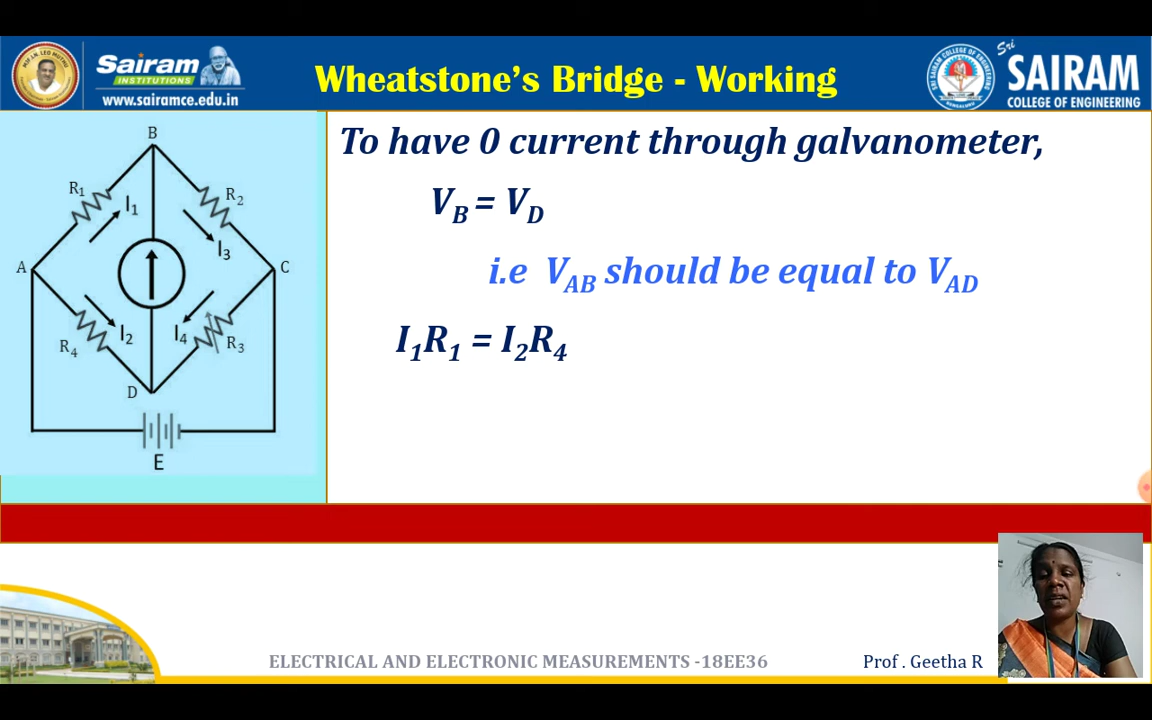 Sairam
INSTITUTIONS
www.sairamce.edu.in
Wheatstone's Bridge - Working
Sri
SAIRAM
COLLEGE OF ENGINEERING
To have 0 current through galvanometer,
V_B = V_D
i.e V_AB should be equal to V_AD
I_1R_1 = I_2R_4
B
R1
I1
R2
I3
A
C
R4
I2
I4
R3
D
E
ELECTRICAL AND ELECTRONIC MEASUREMENTS -18EE36
Prof . Geetha R